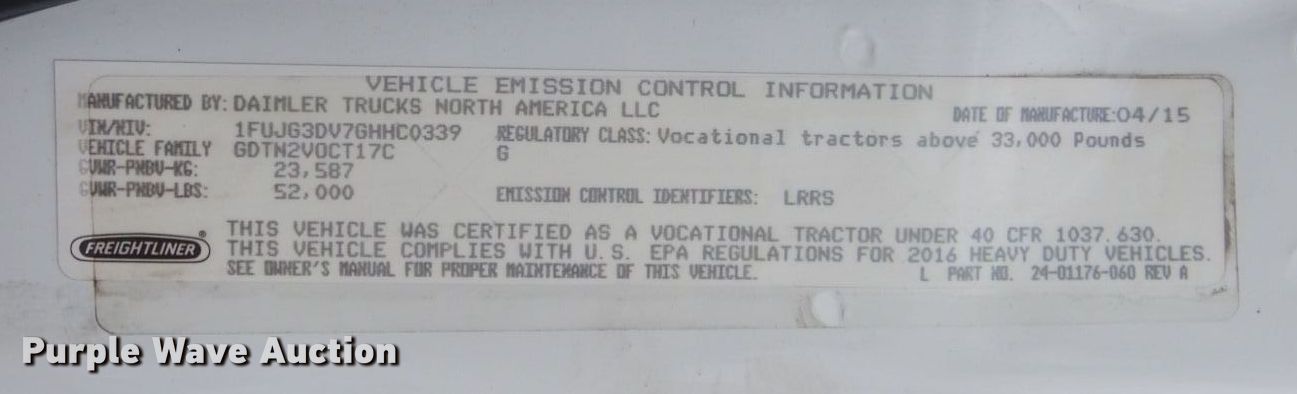 VEHICLE EMISSION CONTROL INFORMATION
MANUFACTURED BY: DAIMLER TRUCKS NORTH AMERICA LLC
DATE OF MANUFACTURE: 04/15
VIN/NIV: 1FUJG3DV7GHHC0339 REGULATORY CLASS: Vocational tractors above 33,000 Pounds
VEHICLE FAMILY GDTN2VOCT17C G
GVWR-PNBV-KG: 23,587
GVWR-PNBV-LBS: 52,000 EMISSION CONTROL IDENTIFIERS: LRRS
FREIGHTLINER®
THIS VEHICLE WAS CERTIFIED AS A VOCATIONAL TRACTOR UNDER 40 CFR 1037.630.
THIS VEHICLE COMPLIES WITH U.S. EPA REGULATIONS FOR 2016 HEAVY DUTY VEHICLES.
SEE OWNER'S MANUAL FOR PROPER MAINTENANCE OF THIS VEHICLE. L PART NO. 24-01176-060 REV A
Purple Wave Auction